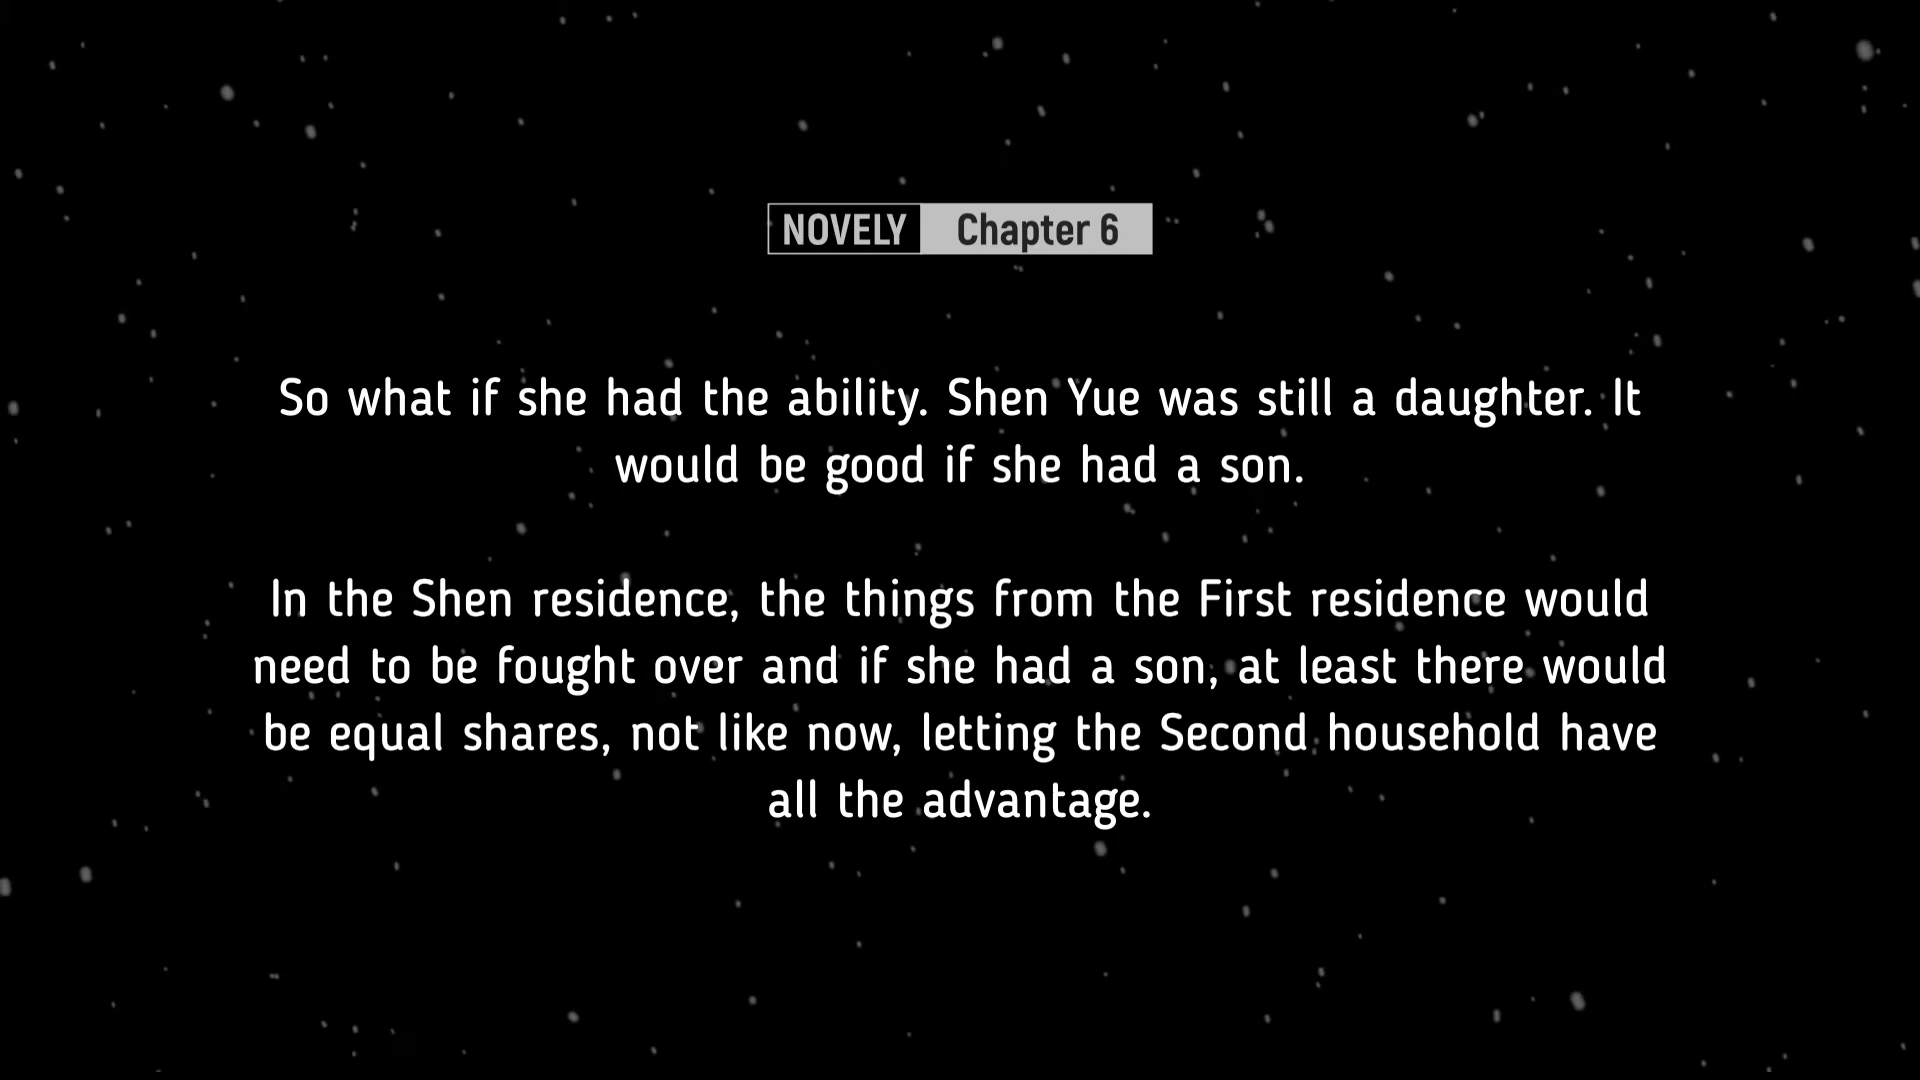 NOVELY Chapter 6
So what if she had the ability. Shen Yue was still a daughter. It
would be good if she had a son.
In the Shen residence, the things from the First residence would
need to be fought over and if she had a son, at least there would
be equal shares, not like now, letting the Second household have
all the advantage.